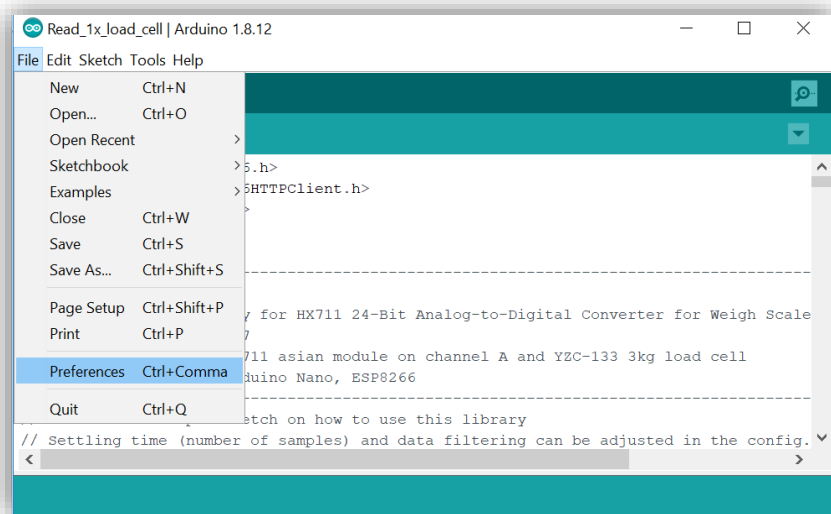 Read_1x_load_cell | Arduino 1.8.12
File Edit Sketch Tools Help
New Ctrl+N
Open... Ctrl+O
Open Recent
Sketchbook
Examples
Close Ctrl+W
Save Ctrl+S
Save As... Ctrl+Shift+S
Page Setup Ctrl+Shift+P
Print Ctrl+P
Preferences Ctrl+Comma
Quit Ctrl+Q
.h>
HTTPClient.h>
>
---------------------------------------------------------
for HX711 24-Bit Analog-to-Digital Converter for Weigh Scale
711 asian module on channel A and YZC-133 3kg load cell
duino Nano, ESP8266
---------------------------------------------------------
etch on how to use this library
// Settling time (number of samples) and data filtering can be adjusted in the config.